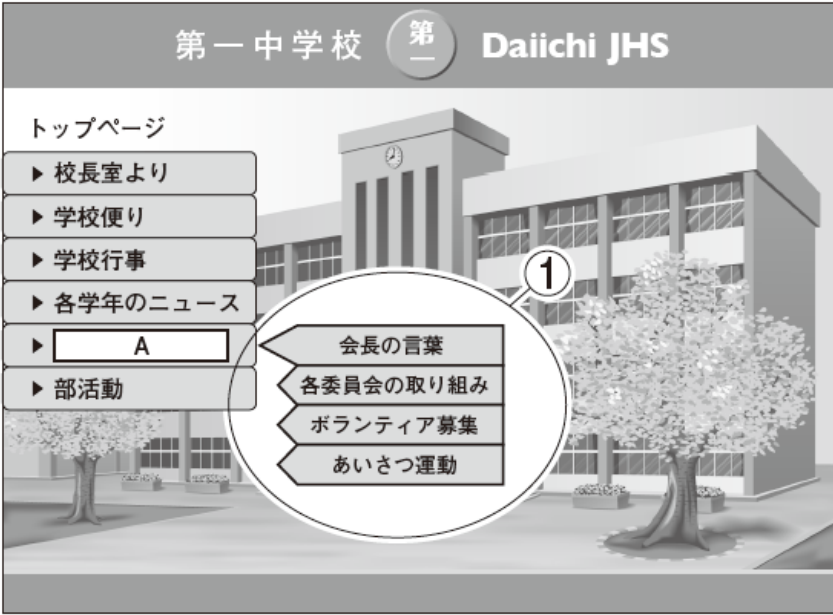 第一中学校 第一 Daiichi JHS
トップページ
▶ 校長室より
▶ 学校便り
▶ 学校行事
▶ 各学年のニュース
▶ A
▶ 部活動
①
会長の言葉
各委員会の取り組み
ボランティア募集
あいさつ運動